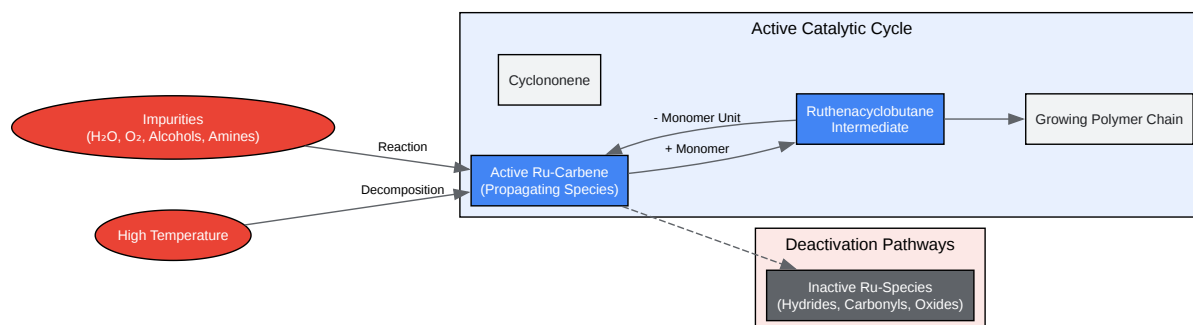 Active Catalytic Cycle
Cyclononene
Impurities
(H₂O, O₂, Alcohols, Amines)
- Monomer Unit
Ruthenacyclobutane
Intermediate
Growing Polymer Chain
Reaction
+ Monomer
Active Ru-Carbene
(Propagating Species)
Decomposition
High Temperature
Deactivation Pathways
Inactive Ru-Species
(Hydrides, Carbonyls, Oxides)